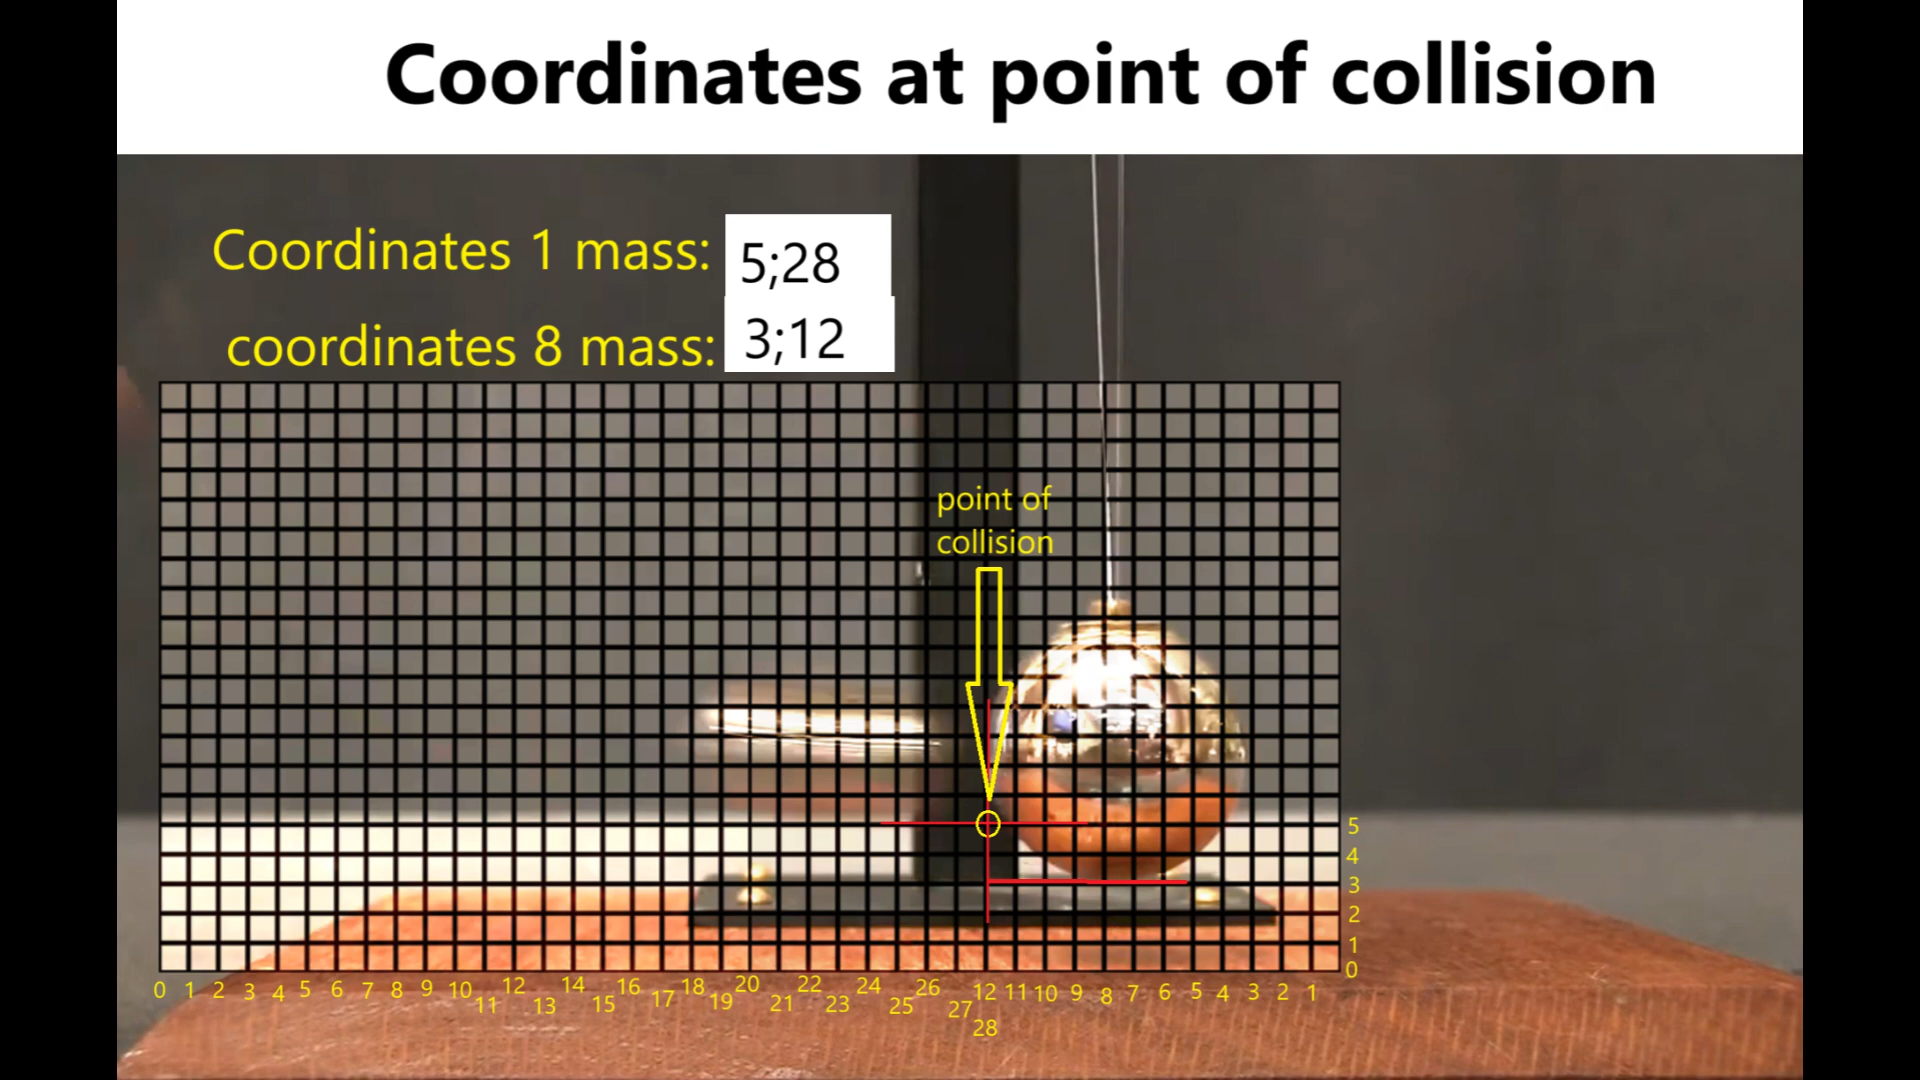 Coordinates at point of collision
Coordinates 1 mass: 5;28
coordinates 8 mass: 3;12
point of
collision
5
4
3
2
1
0
0 1 2 3 4 5 6 7 8 9 10 11 12 13 14 15 16 17 18 19 20 21 22 23 24 25 26 27 12 11 10 9 8 7 6 5 4 3 2 1
28